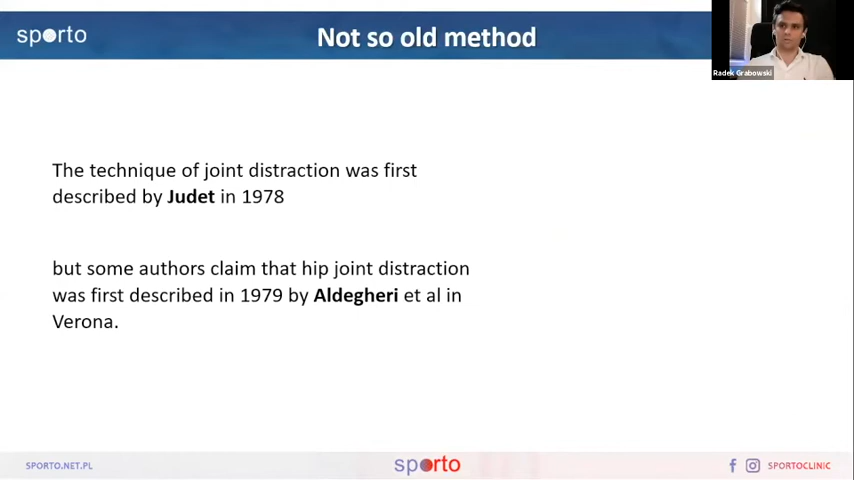 sporto
Not so old method
Radek Grabowski
The technique of joint distraction was first
described by Judet in 1978
but some authors claim that hip joint distraction
was first described in 1979 by Aldegheri et al in
Verona.
SPORTO.NET.PL
sporto
SPORTOCLINIC